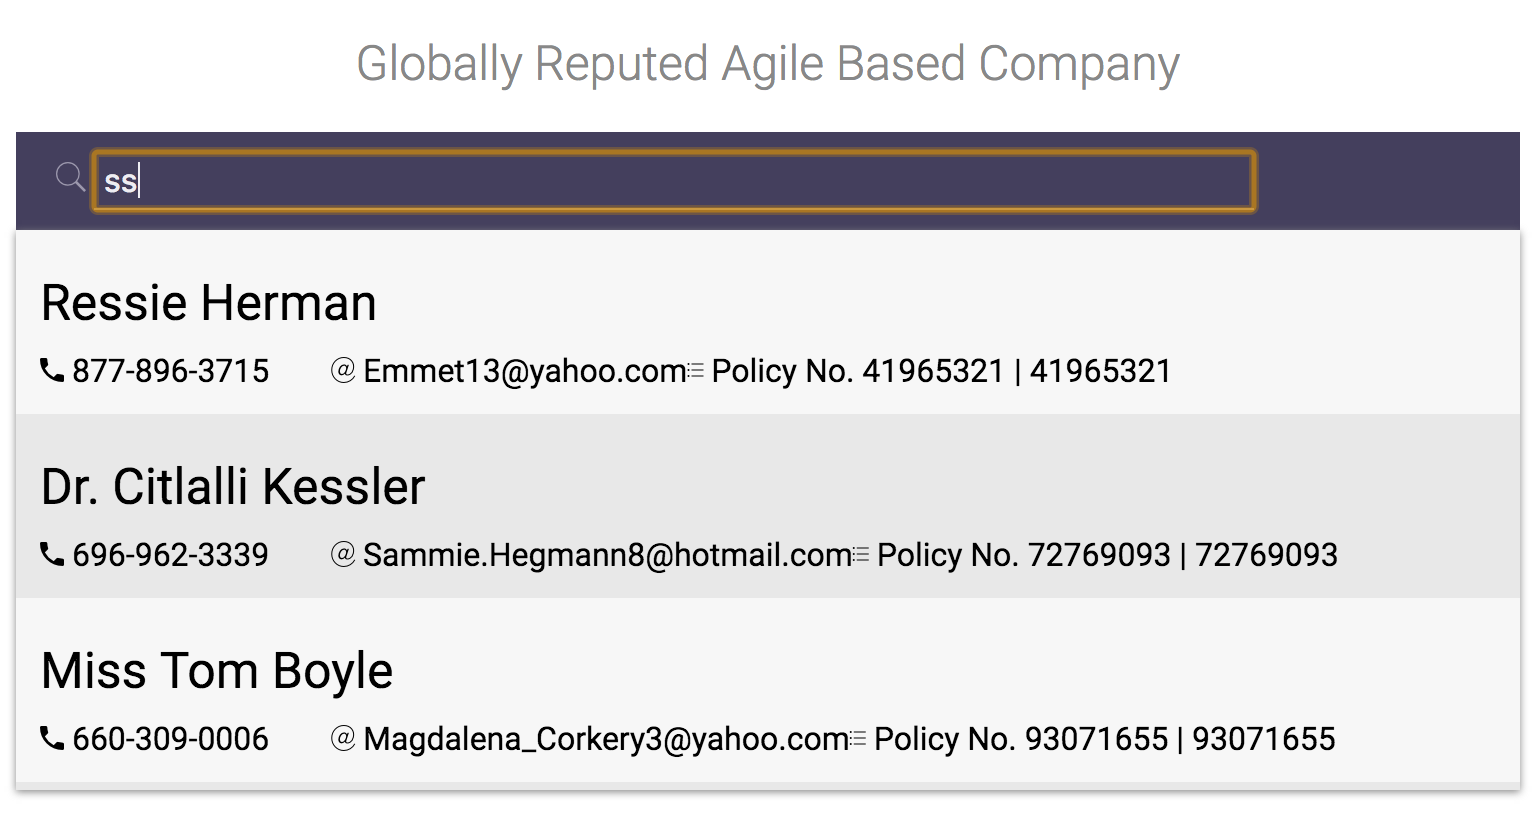 Globally Reputed Agile Based Company
ss
Ressie Herman
877-896-3715 @ Emmet13@yahoo.com Policy No. 41965321 | 41965321
Dr. Citlalli Kessler
696-962-3339 @ Sammie.Hegmann8@hotmail.com Policy No. 72769093 | 72769093
Miss Tom Boyle
660-309-0006 @ Magdalena_Corkery3@yahoo.com Policy No. 93071655 | 93071655